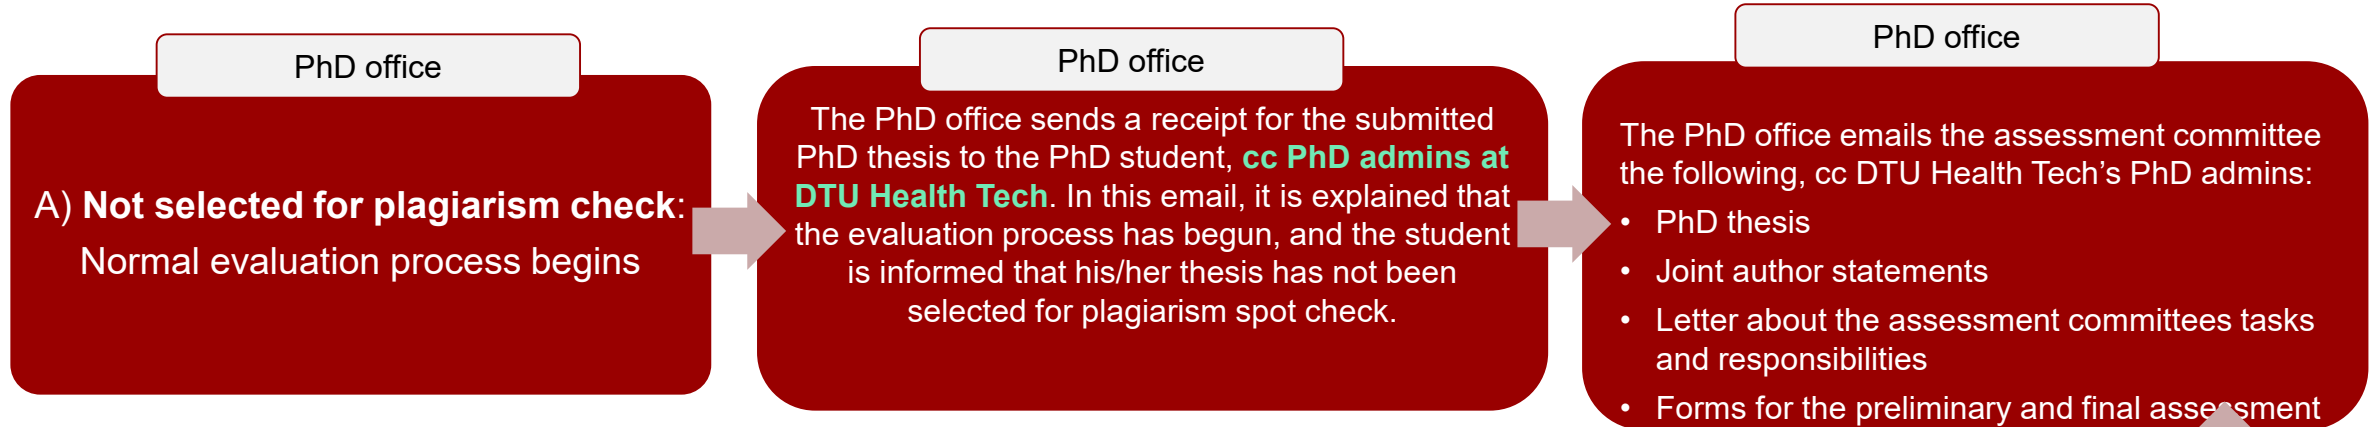 PhD office
A) Not selected for plagiarism check:
Normal evaluation process begins
PhD office
The PhD office sends a receipt for the submitted
PhD thesis to the PhD student, cc PhD admins at
DTU Health Tech. In this email, it is explained that
the evaluation process has begun, and the student
is informed that his/her thesis has not been
selected for plagiarism spot check.
PhD office
The PhD office emails the assessment committee
the following, cc DTU Health Tech’s PhD admins:
• PhD thesis
• Joint author statements
• Letter about the assessment committees tasks
and responsibilities
• Forms for the preliminary and final assessment